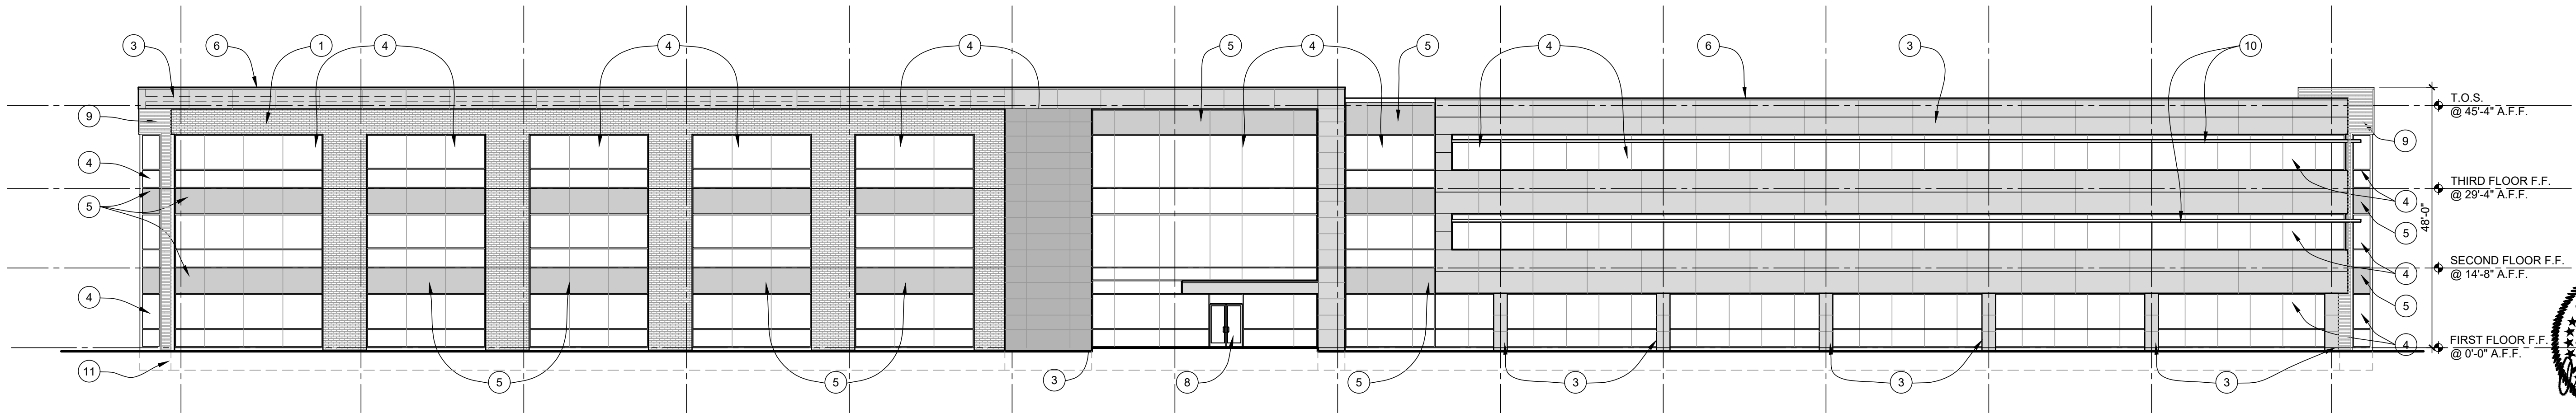 3 6 1 4 4 4 5 4 5 4 6 3 10
T.O.S.
@ 45'-4" A.F.F.
9
9
4
THIRD FLOOR F.F.
@ 29'-4" A.F.F.
4
5
48'-0"
5
SECOND FLOOR F.F.
@ 14'-8" A.F.F.
4
4
5
FIRST FLOOR F.F.
@ 0'-0" A.F.F.
4
11 5 5 3 8 5 3 3 3